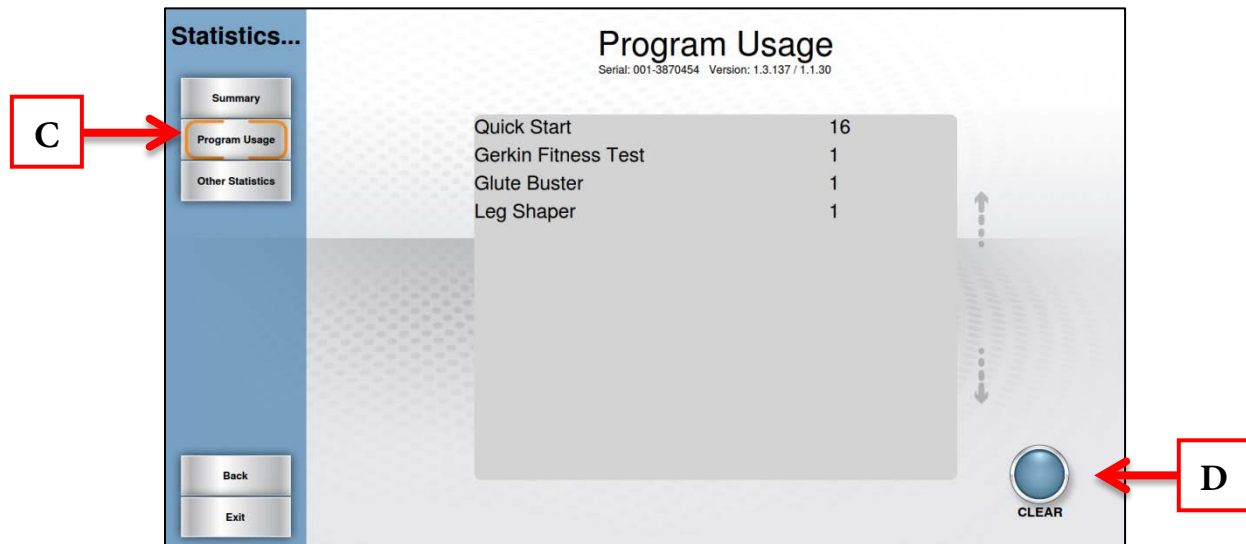 Statistics...
Program Usage
Serial: 001-3870454 Version: 1.3.137 / 1.1.30
Summary
C
Program Usage
Other Statistics
Quick Start 16
Gerkin Fitness Test 1
Glute Buster 1
Leg Shaper 1
Back
Exit
CLEAR
D